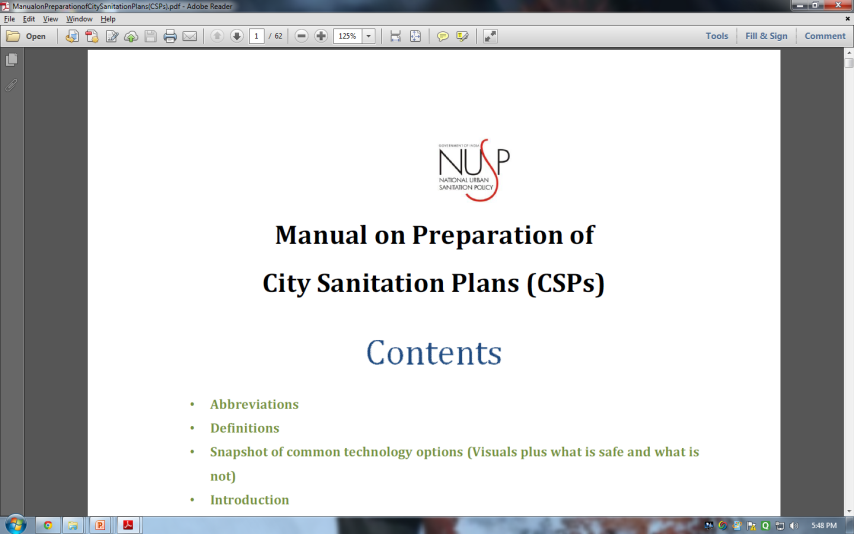 ManualonPreparationofCitySanitationPlans(CSPs).pdf - Adobe Reader
File Edit View Window Help
Open 1 / 62 125% Tools Fill & Sign Comment
GOVERNMENT OF INDIA
NUSP
NATIONAL URBAN
SANITATION POLICY
Manual on Preparation of
City Sanitation Plans (CSPs)
Contents
• Abbreviations
• Definitions
• Snapshot of common technology options (Visuals plus what is safe and what is
not)
• Introduction
5:48 PM